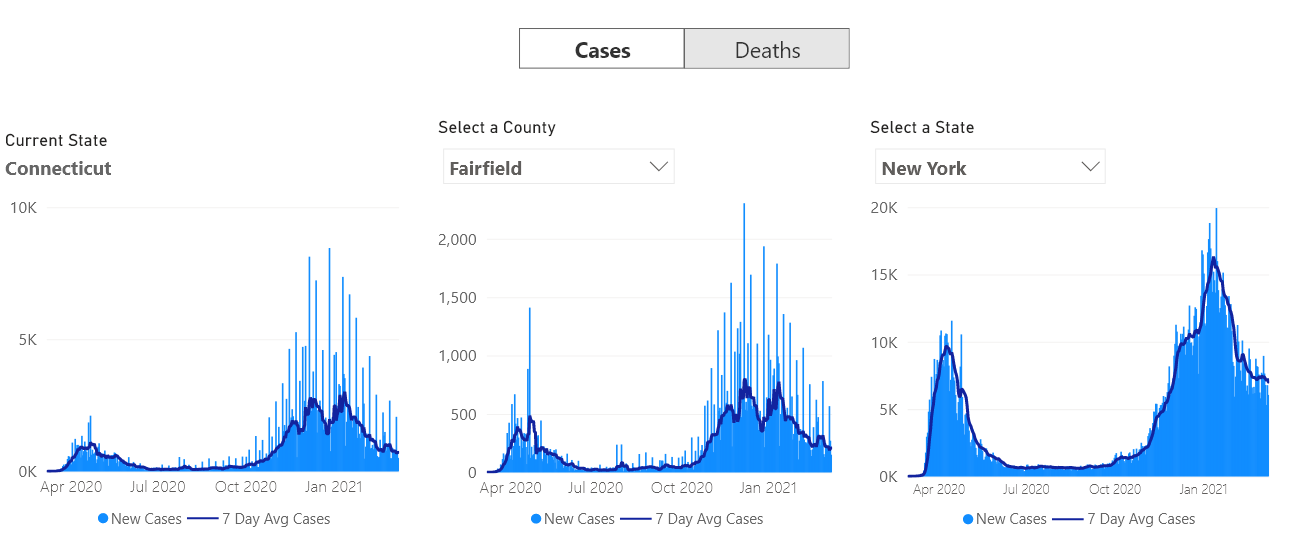 Cases Deaths
Current State
Connecticut
10K
5K
0K
Apr 2020 Jul 2020 Oct 2020 Jan 2021
New Cases 7 Day Avg Cases
Select a County
Fairfield
2,000
1,500
1,000
500
0
Apr 2020 Jul 2020 Oct 2020 Jan 2021
New Cases 7 Day Avg Cases
Select a State
New York
20K
15K
10K
5K
0K
Apr 2020 Jul 2020 Oct 2020 Jan 2021
New Cases 7 Day Avg Cases